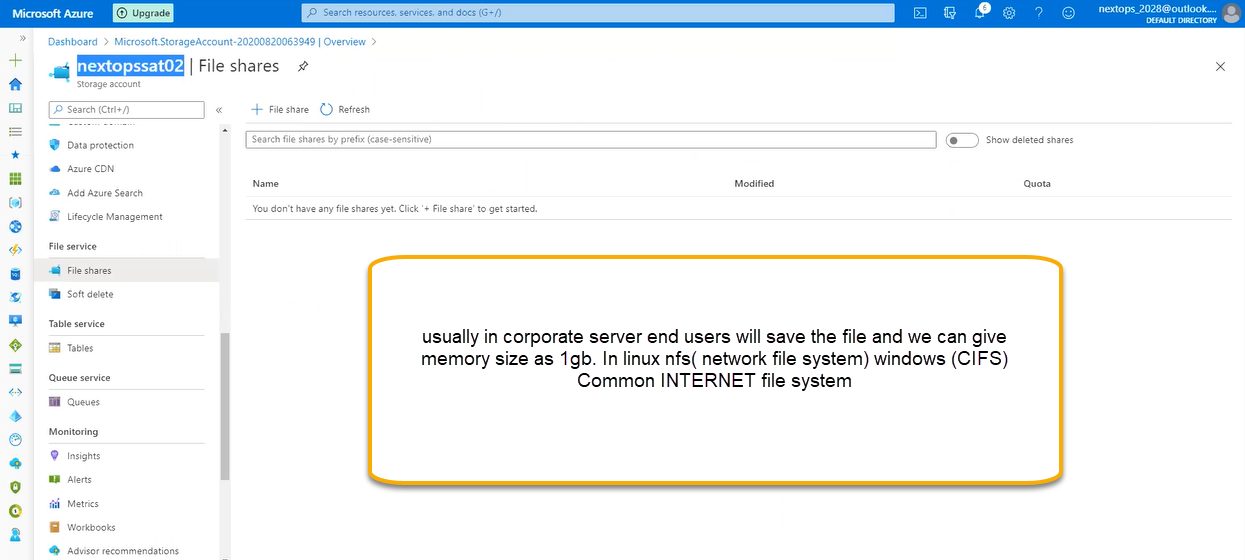 Microsoft Azure
Upgrade
Search resources, services, and docs (G+/)
6
nextops_2028@outlook....
DEFAULT DIRECTORY
Dashboard > Microsoft.StorageAccount-20200820063949 | Overview >
nextopssat02 | File shares
Storage account
Search (Ctrl+/)
«
Custom domain
Data protection
Azure CDN
Add Azure Search
Lifecycle Management
File service
File shares
Soft delete
Table service
Tables
Queue service
Queues
Monitoring
Insights
Alerts
Metrics
Workbooks
Advisor recommendations
+ File share Refresh
Search file shares by prefix (case-sensitive)
Show deleted shares
Name Modified Quota
You don't have any file shares yet. Click '+ File share' to get started.
usually in corporate server end users will save the file and we can give
memory size as 1gb. In linux nfs( network file system) windows (CIFS)
Common INTERNET file system